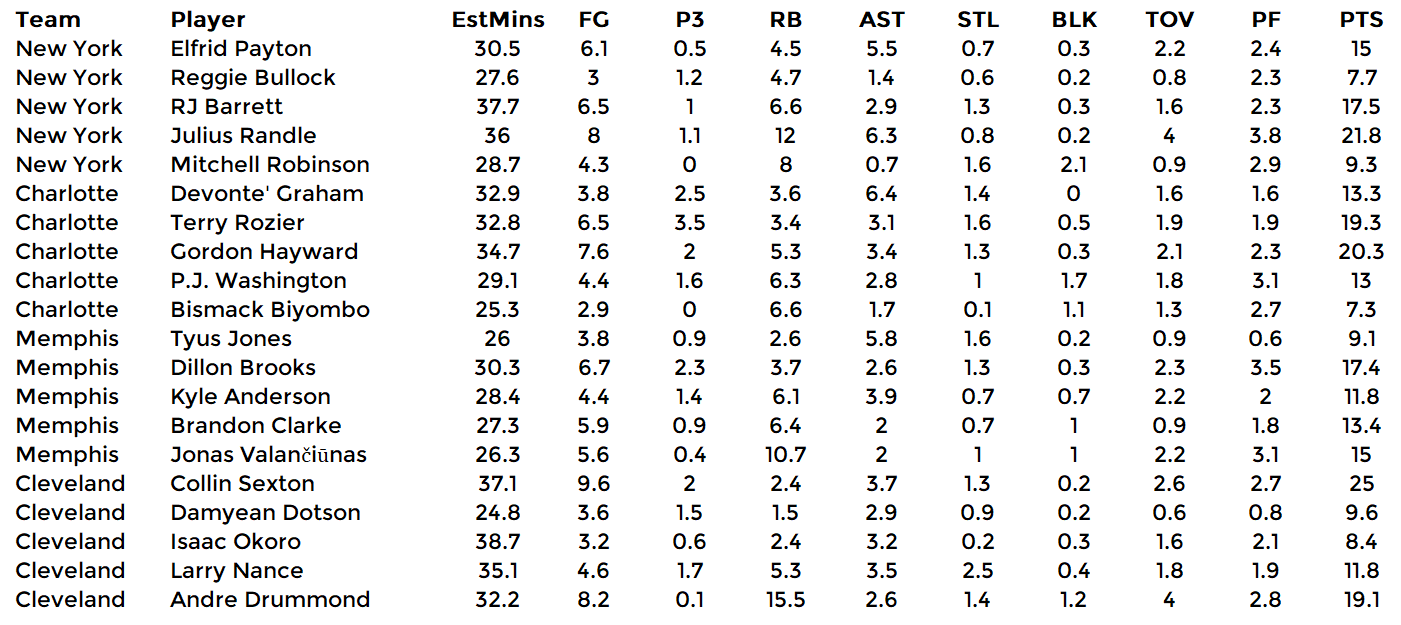 Team Player EstMins FG P3 RB AST STL BLK TOV PF PTS
New York Elfrid Payton 30.5 6.1 0.5 4.5 5.5 0.7 0.3 2.2 2.4 15
New York Reggie Bullock 27.6 3 1.2 4.7 1.4 0.6 0.2 0.8 2.3 7.7
New York RJ Barrett 37.7 6.5 1 6.6 2.9 1.3 0.3 1.6 2.3 17.5
New York Julius Randle 36 8 1.1 12 6.3 0.8 0.2 4 3.8 21.8
New York Mitchell Robinson 28.7 4.3 0 8 0.7 1.6 2.1 0.9 2.9 9.3
Charlotte Devonte' Graham 32.9 3.8 2.5 3.6 6.4 1.4 0 1.6 1.6 13.3
Charlotte Terry Rozier 32.8 6.5 3.5 3.4 3.1 1.6 0.5 1.9 1.9 19.3
Charlotte Gordon Hayward 34.7 7.6 2 5.3 3.4 1.3 0.3 2.1 2.3 20.3
Charlotte P.J. Washington 29.1 4.4 1.6 6.3 2.8 1 1.7 1.8 3.1 13
Charlotte Bismack Biyombo 25.3 2.9 0 6.6 1.7 0.1 1.1 1.3 2.7 7.3
Memphis Tyus Jones 26 3.8 0.9 2.6 5.8 1.6 0.2 0.9 0.6 9.1
Memphis Dillon Brooks 30.3 6.7 2.3 3.7 2.6 1.3 0.3 2.3 3.5 17.4
Memphis Kyle Anderson 28.4 4.4 1.4 6.1 3.9 0.7 0.7 2.2 2 11.8
Memphis Brandon Clarke 27.3 5.9 0.9 6.4 2 0.7 1 0.9 1.8 13.4
Memphis Jonas Valančiūnas 26.3 5.6 0.4 10.7 2 1 1 2.2 3.1 15
Cleveland Collin Sexton 37.1 9.6 2 2.4 3.7 1.3 0.2 2.6 2.7 25
Cleveland Damyean Dotson 24.8 3.6 1.5 1.5 2.9 0.9 0.2 0.6 0.8 9.6
Cleveland Isaac Okoro 38.7 3.2 0.6 2.4 3.2 0.2 0.3 1.6 2.1 8.4
Cleveland Larry Nance 35.1 4.6 1.7 5.3 3.5 2.5 0.4 1.8 1.9 11.8
Cleveland Andre Drummond 32.2 8.2 0.1 15.5 2.6 1.4 1.2 4 2.8 19.1